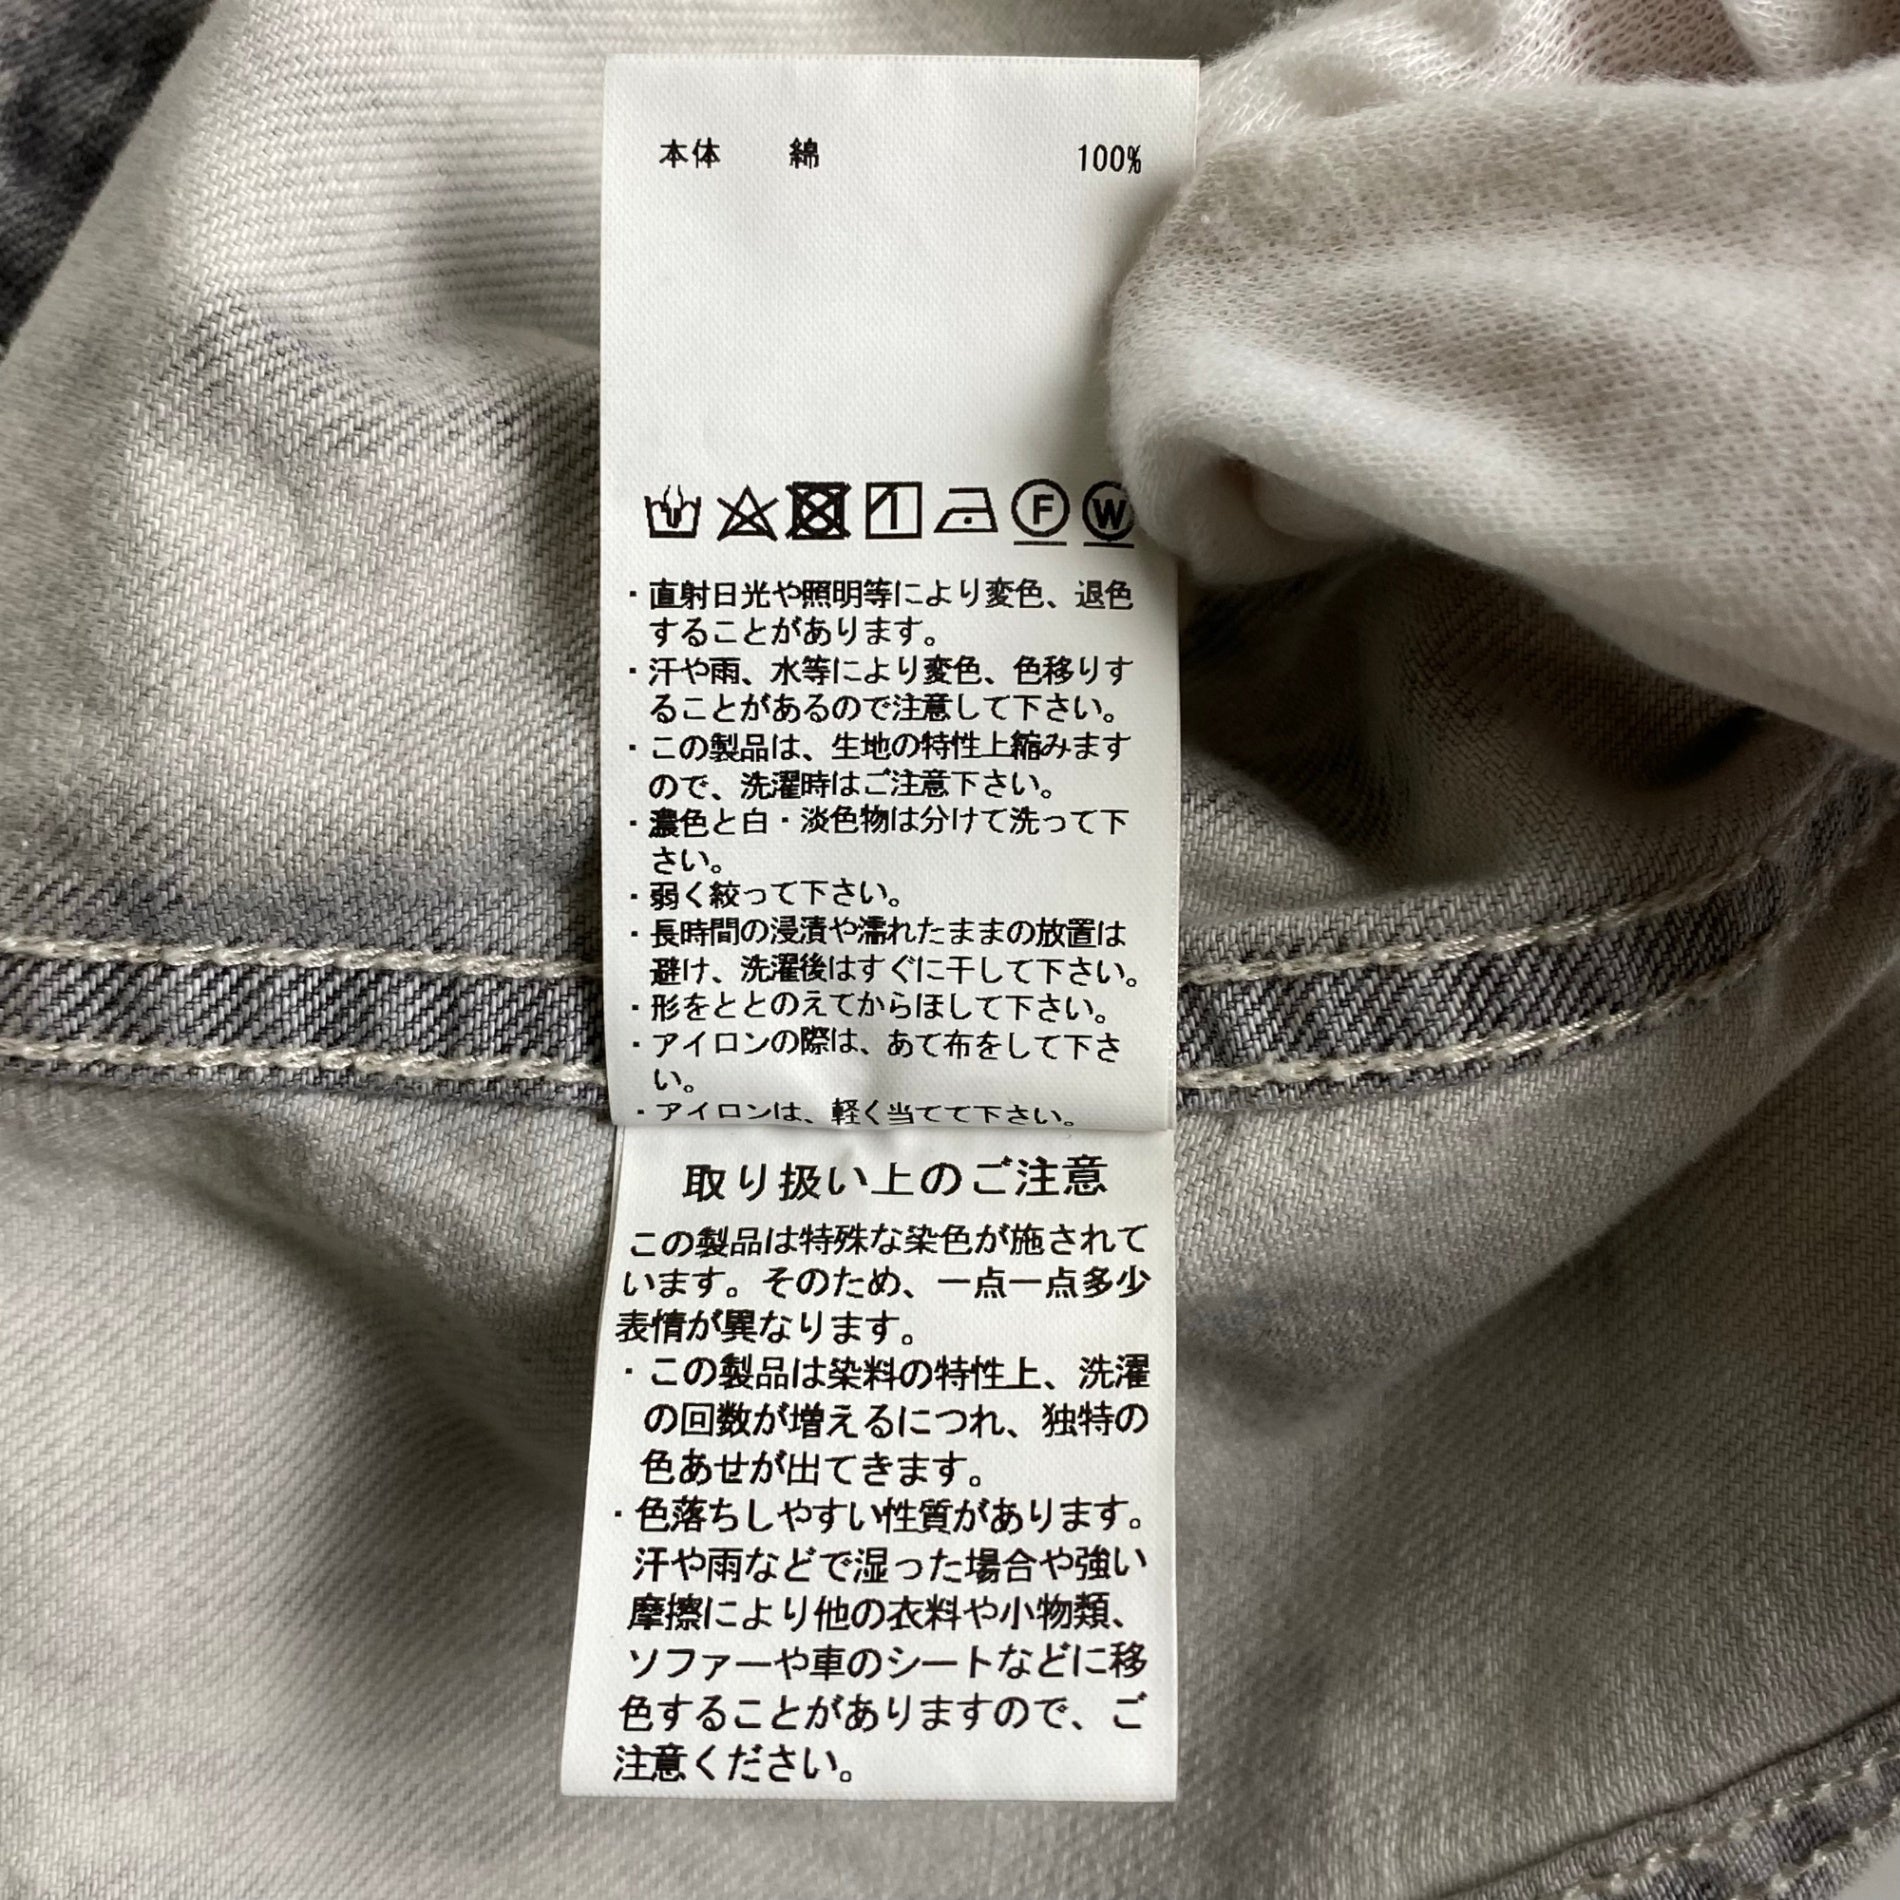 本体 綿 100%
F W
・直射日光や照明等により変色、退色
することがあります。
・汗や雨、水等により変色、色移りす
ることがあるので注意して下さい。
・この製品は、生地の特性上縮みます
ので、洗濯時はご注意下さい。
・濃色と白・淡色物は分けて洗って下
さい。
・弱く絞って下さい。
・長時間の浸漬や濡れたままの放置は
避け、洗濯後はすぐに干して下さい。
・形をととのえてからほして下さい。
・アイロンの際は、あて布をして下さ
い。
・アイロンは、軽く当てて下さい。
取り扱い上のご注意
この製品は特殊な染色が施されて
います。そのため、一点一点多少
表情が異なります。
・この製品は染料の特性上、洗濯
の回数が増えるにつれ、独特の
色あせが出てきます。
・色落ちしやすい性質があります。
汗や雨などで湿った場合や強い
摩擦により他の衣料や小物類、
ソファーや車のシートなどに移
色することがありますので、ご
注意ください。